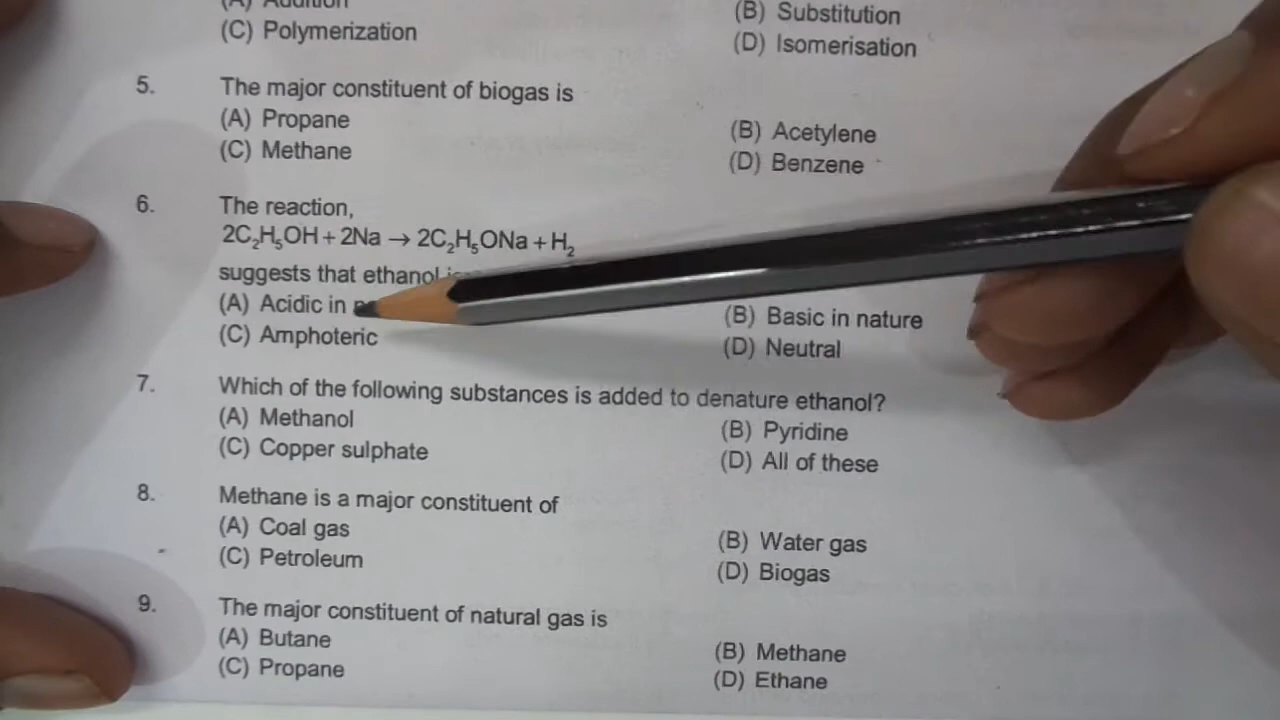 (A) Addition
(B) Substitution
(C) Polymerization
(D) Isomerisation
5. The major constituent of biogas is
(A) Propane
(B) Acetylene
(C) Methane
(D) Benzene
6. The reaction,
2C₂H₅OH + 2Na → 2C₂H₅ONa + H₂
suggests that ethanol is
(A) Acidic in
(B) Basic in nature
(C) Amphoteric
(D) Neutral
7. Which of the following substances is added to denature ethanol?
(A) Methanol
(B) Pyridine
(C) Copper sulphate
(D) All of these
8. Methane is a major constituent of
(A) Coal gas
(B) Water gas
(C) Petroleum
(D) Biogas
9. The major constituent of natural gas is
(A) Butane
(B) Methane
(C) Propane
(D) Ethane